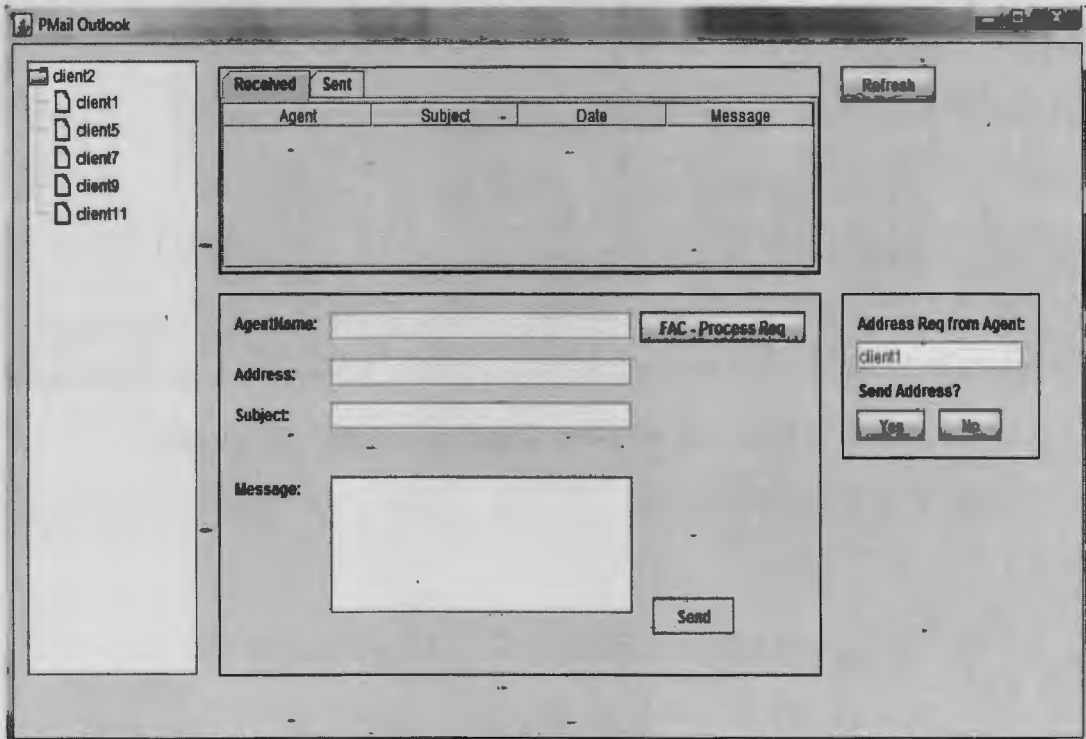 PMail Outlook
client2
client1
client5
client7
client9
client11
Received Sent
Agent Subject Date Message
Refresh
AgentName:
FAC - Process Req
Address:
Subject:
Message:
Send
Address Req from Agent:
client1
Send Address?
Yes No